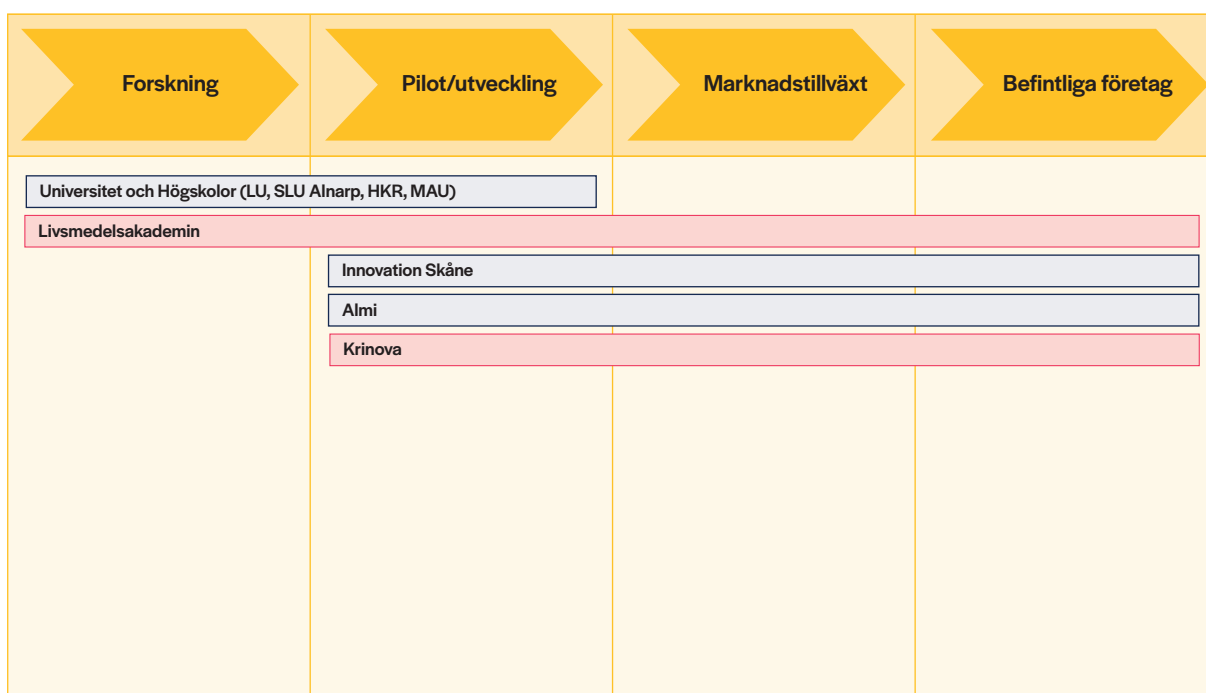 Forskning
Pilot/utveckling
Marknadstillväxt
Befintliga företag
Universitet och Högskolor (LU, SLU Alnarp, HKR, MAU)
Livsmedelsakademin
Innovation Skåne
Almi
Krinova